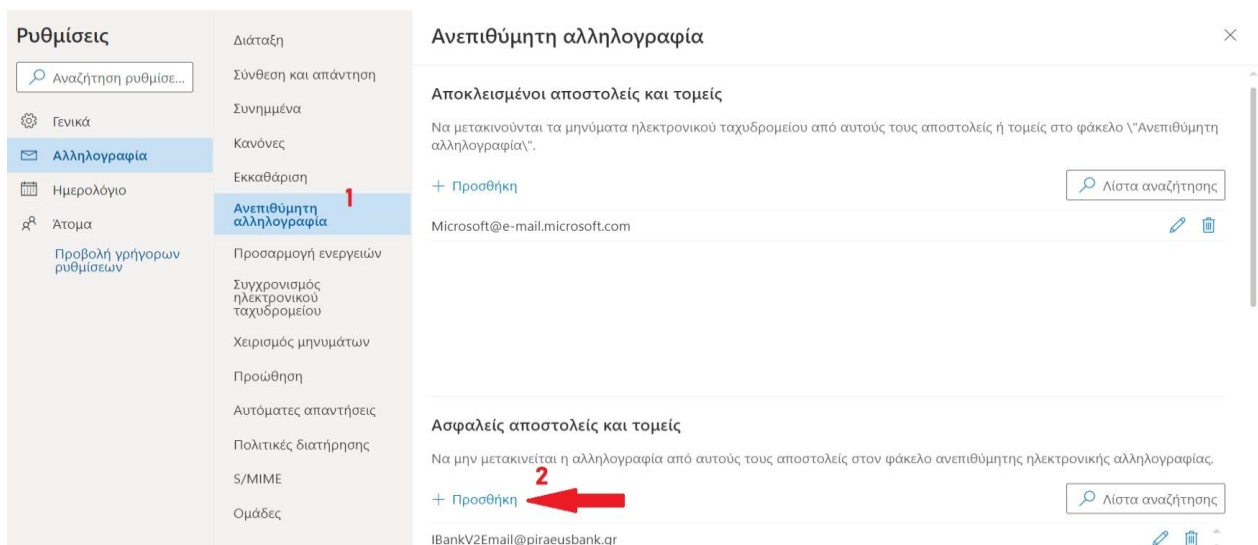 Ρυθμίσεις
Αναζήτηση ρυθμίσε...
Γενικά
Αλληλογραφία
Ημερολόγιο
Άτομα
Προβολή γρήγορων
ρυθμίσεων
Διάταξη
Σύνθεση και απάντηση
Συνημμένα
Κανόνες
Εκκαθάριση
1
Ανεπιθύμητη
αλληλογραφία
Προσαρμογή ενεργειών
Συγχρονισμός
ηλεκτρονικού
ταχυδρομείου
Χειρισμός μηνυμάτων
Προώθηση
Αυτόματες απαντήσεις
Πολιτικές διατήρησης
S/MIME
Ομάδες
Ανεπιθύμητη αλληλογραφία
Αποκλεισμένοι αποστολείς και τομείς
Να μετακινούνται τα μηνύματα ηλεκτρονικού ταχυδρομείου από αυτούς τους αποστολείς ή τομείς στο φάκελο \"Ανεπιθύμητη
αλληλογραφία\".
+ Προσθήκη
Λίστα αναζήτησης
Microsoft@e-mail.microsoft.com
Ασφαλείς αποστολείς και τομείς
Να μην μετακινείται η αλληλογραφία από αυτούς τους αποστολείς στον φάκελο ανεπιθύμητης ηλεκτρονικής αλληλογραφίας.
2
+ Προσθήκη
Λίστα αναζήτησης
IBankV2Email@piraeusbank.gr